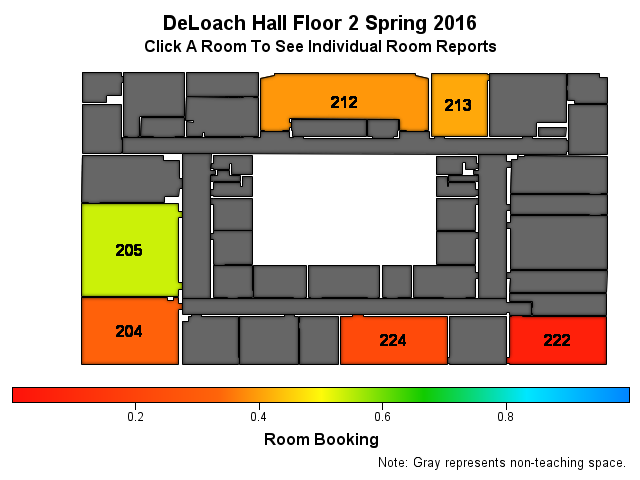 DeLoach Hall Floor 2 Spring 2016
Click A Room To See Individual Room Reports
212
213
205
204
224
222
0.2 0.4 0.6 0.8
Room Booking
Note: Gray represents non-teaching space.